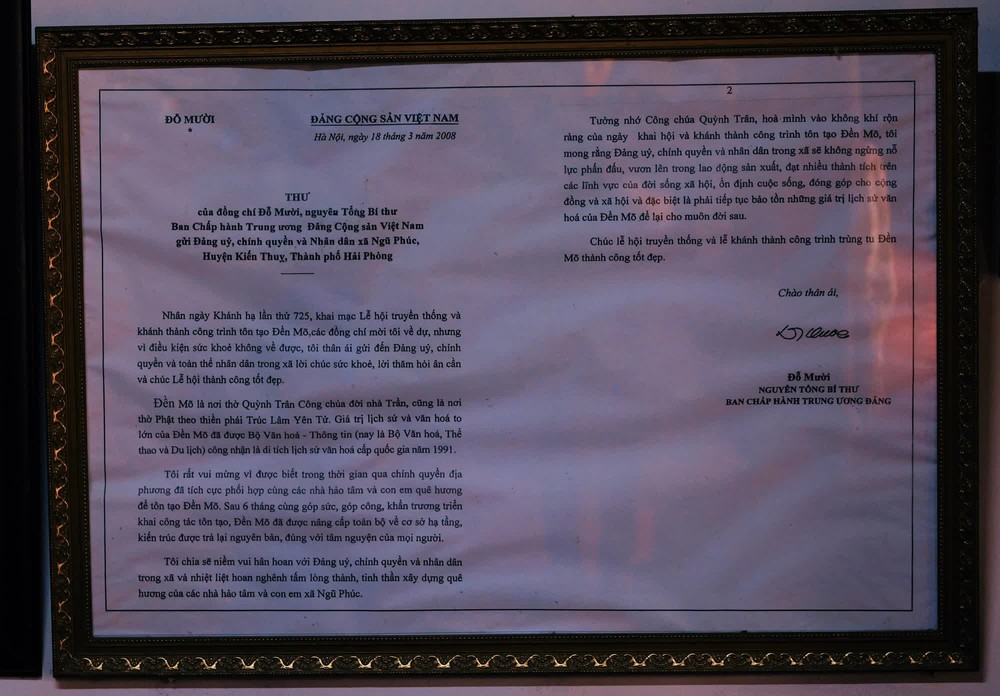 ĐỖ MƯỜI
*
ĐẢNG CỘNG SẢN VIỆT NAM
Hà Nội, ngày 18 tháng 3 năm 2008
THƯ
của đồng chí Đỗ Mười, nguyên Tổng Bí thư
Ban Chấp hành Trung ương Đảng Cộng sản Việt Nam
gửi Đảng uỷ, chính quyền và Nhân dân xã Ngũ Phúc,
Huyện Kiến Thuỵ, Thành phố Hải Phòng
Nhân ngày Khánh hạ lần thứ 725, khai mạc Lễ hội truyền thống và
khánh thành công trình tôn tạo Đền Mõ,các đồng chí mời tôi về dự, nhưng
vì điều kiện sức khoẻ không về được, tôi thân ái gửi đến Đảng uỷ, chính
quyền và toàn thể nhân dân trong xã lời chúc sức khoẻ, lời thăm hỏi ân cần
và chúc Lễ hội thành công tốt đẹp.
Đền Mõ là nơi thờ Quỳnh Trân Công chúa đời nhà Trần, cũng là nơi
thờ Phật theo thiền phái Trúc Lâm Yên Tử. Giá trị lịch sử và văn hoá to
lớn của Đền Mõ đã được Bộ Văn hoá - Thông tin (nay là Bộ Văn hoá, Thể
thao và Du lịch) công nhận là di tích lịch sử văn hoá cấp quốc gia năm 1991.
Tôi rất vui mừng vì được biết trong thời gian qua chính quyền địa
phương đã tích cực phối hợp cùng các nhà hảo tâm và con em quê hương
để tôn tạo Đền Mõ. Sau 6 tháng cùng góp sức, góp công, khẩn trương triển
khai công tác tôn tạo, Đền Mõ đã được nâng cấp toàn bộ về cơ sở hạ tầng,
kiến trúc được trả lại nguyên bản, đúng với tâm nguyện của mọi người.
Tôi chia sẽ niềm vui hân hoan với Đảng uỷ, chính quyền và nhân dân
trong xã và nhiệt liệt hoan nghênh tấm lòng thành, tinh thần xây dựng quê
hương của các nhà hảo tâm và con em xã Ngũ Phúc.
2
Tưởng nhớ Công chúa Quỳnh Trân, hoà mình vào không khí rộn
ràng của ngày khai hội và khánh thành công trình tôn tạo Đền Mõ, tôi
mong rằng Đảng uỷ, chính quyền và nhân dân trong xã sẽ không ngừng nỗ
lực phấn đấu, vươn lên trong lao động sản xuất, đạt nhiều thành tích trên
các lĩnh vực của đời sống xã hội, ổn định cuộc sống, đóng góp cho cộng
đồng và xã hội và đặc biệt là phải tiếp tục bảo tồn những giá trị lịch sử văn
hoá của Đền Mõ để lại cho muôn đời sau.
Chúc lễ hội truyền thống và lễ khánh thành công trình trùng tu Đền
Mõ thành công tốt đẹp.
Chào thân ái,
Đỗ Mười
NGUYÊN TỔNG BÍ THƯ
BAN CHẤP HÀNH TRUNG ƯƠNG ĐẢNG